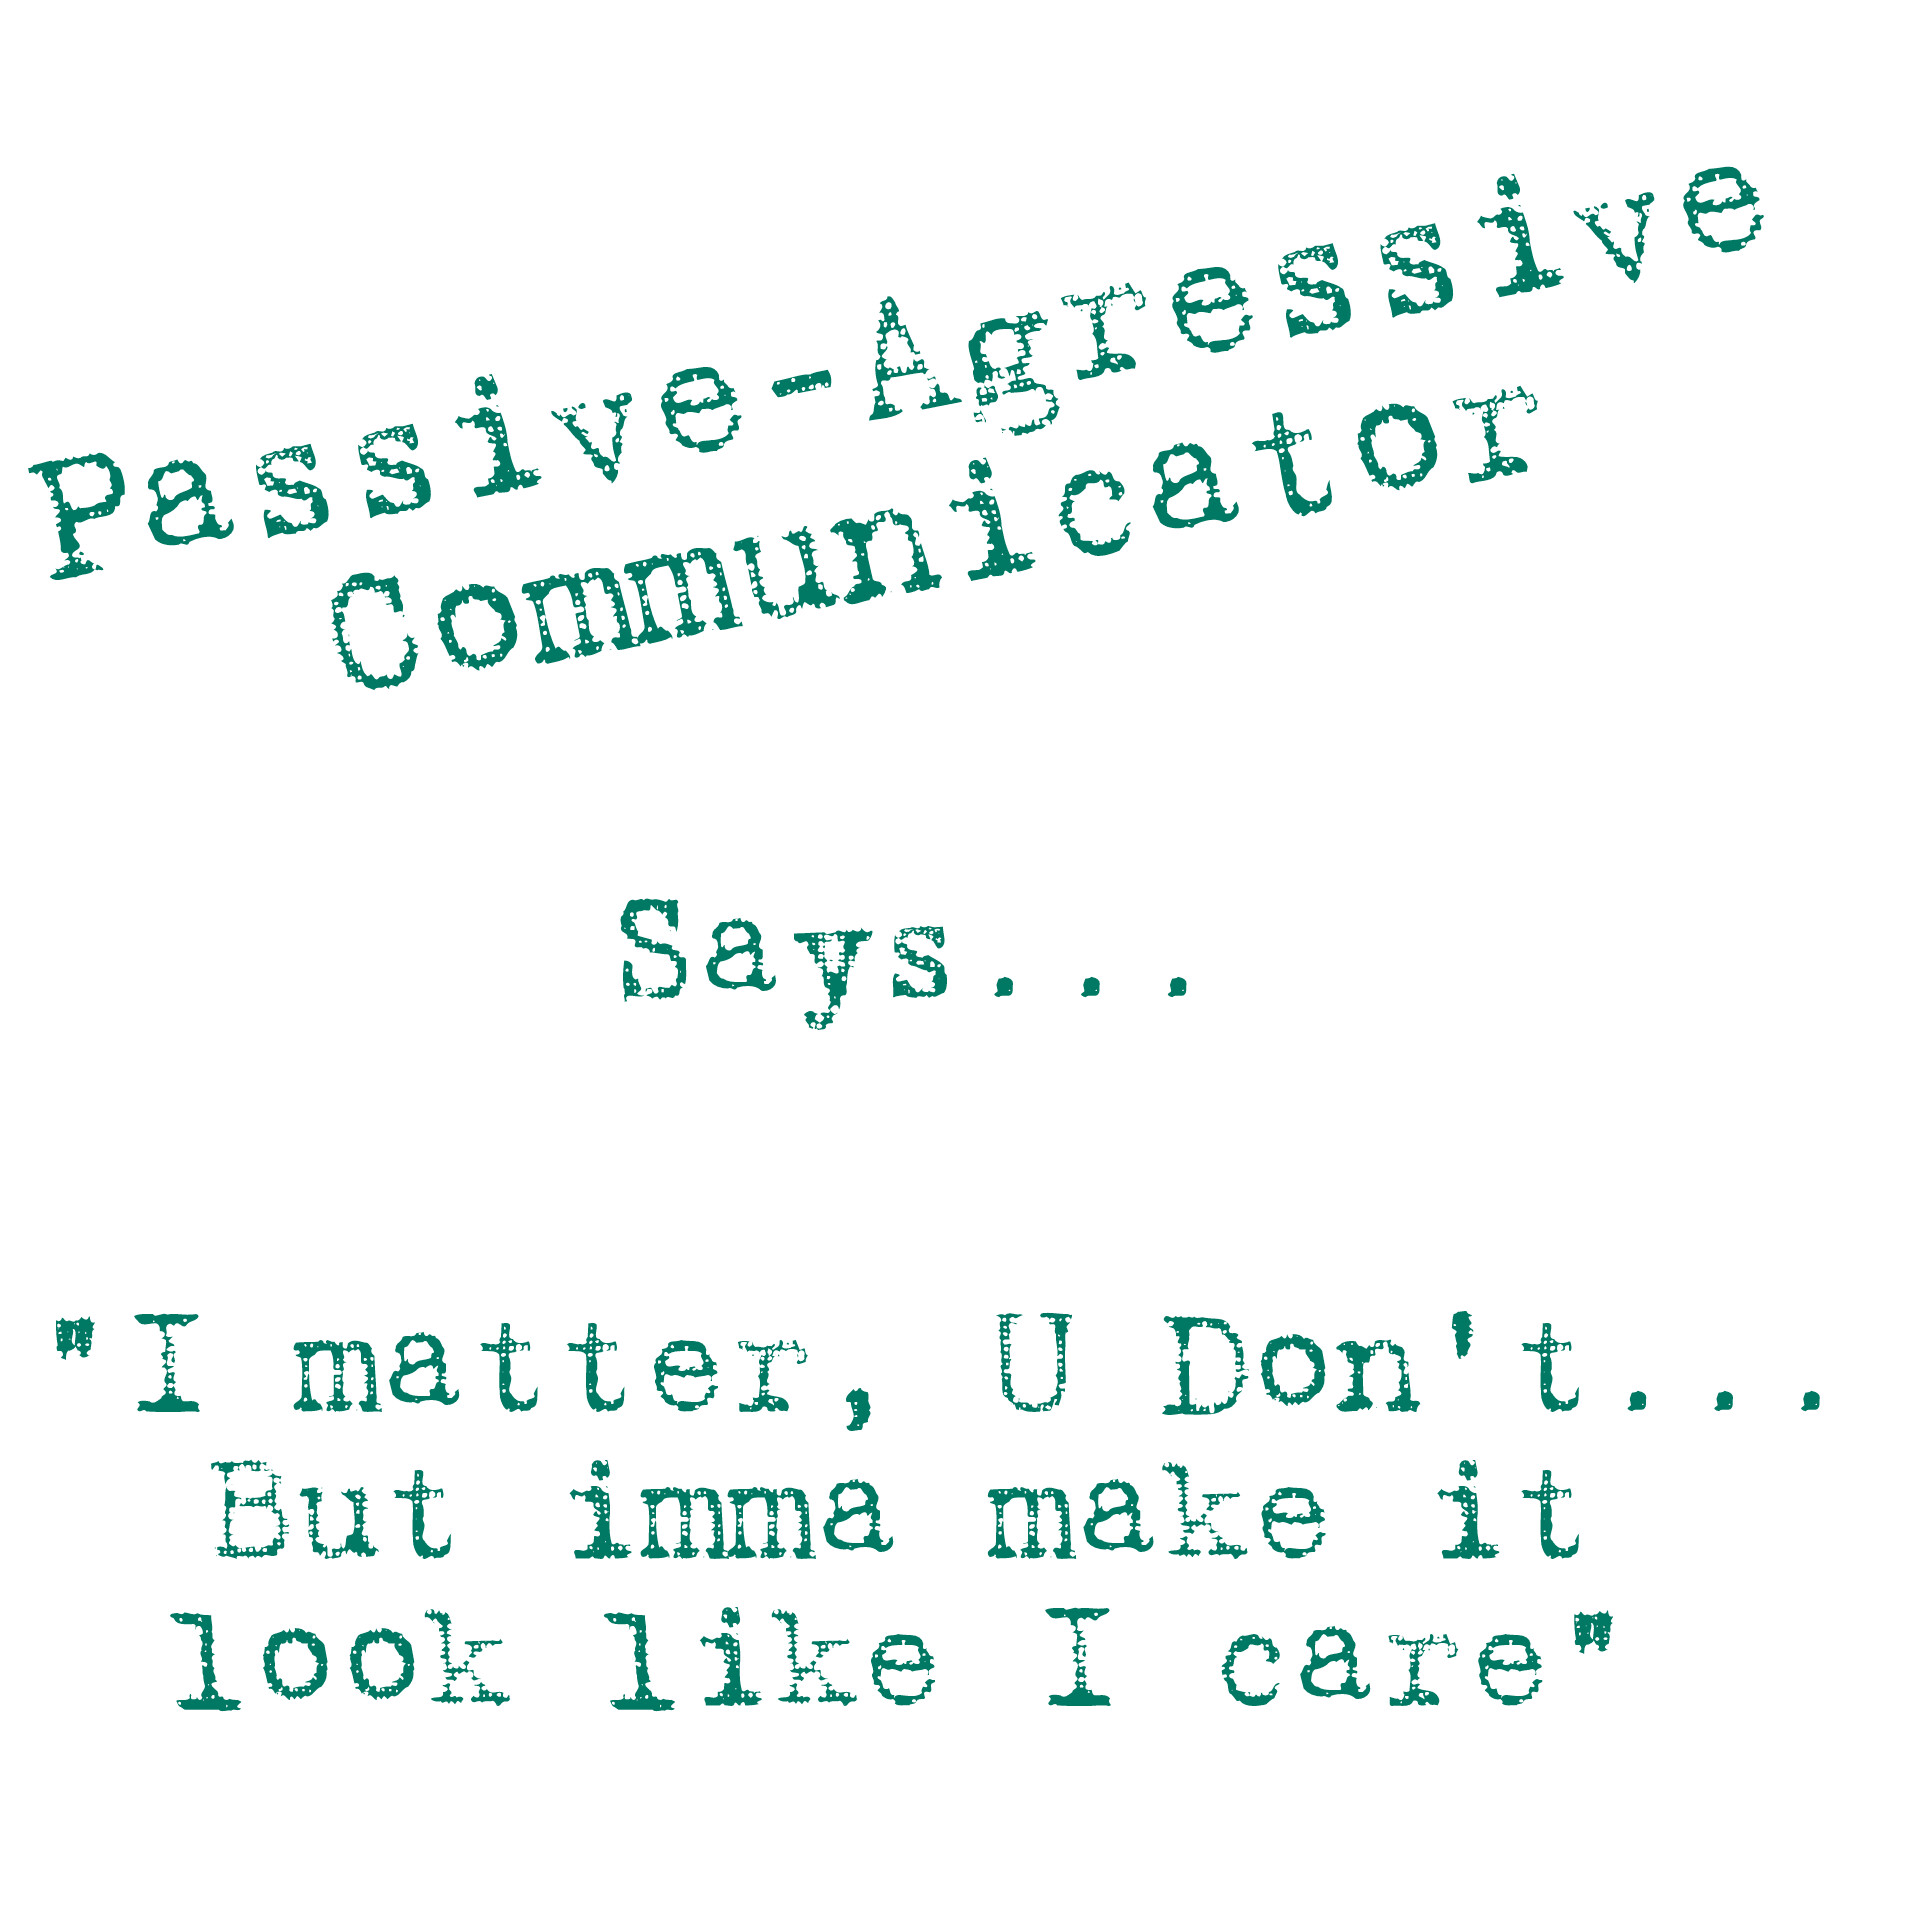 Passive-Agressive
Communicator
Says...
"I matter, U Don't...
But imma make it
look like I care"